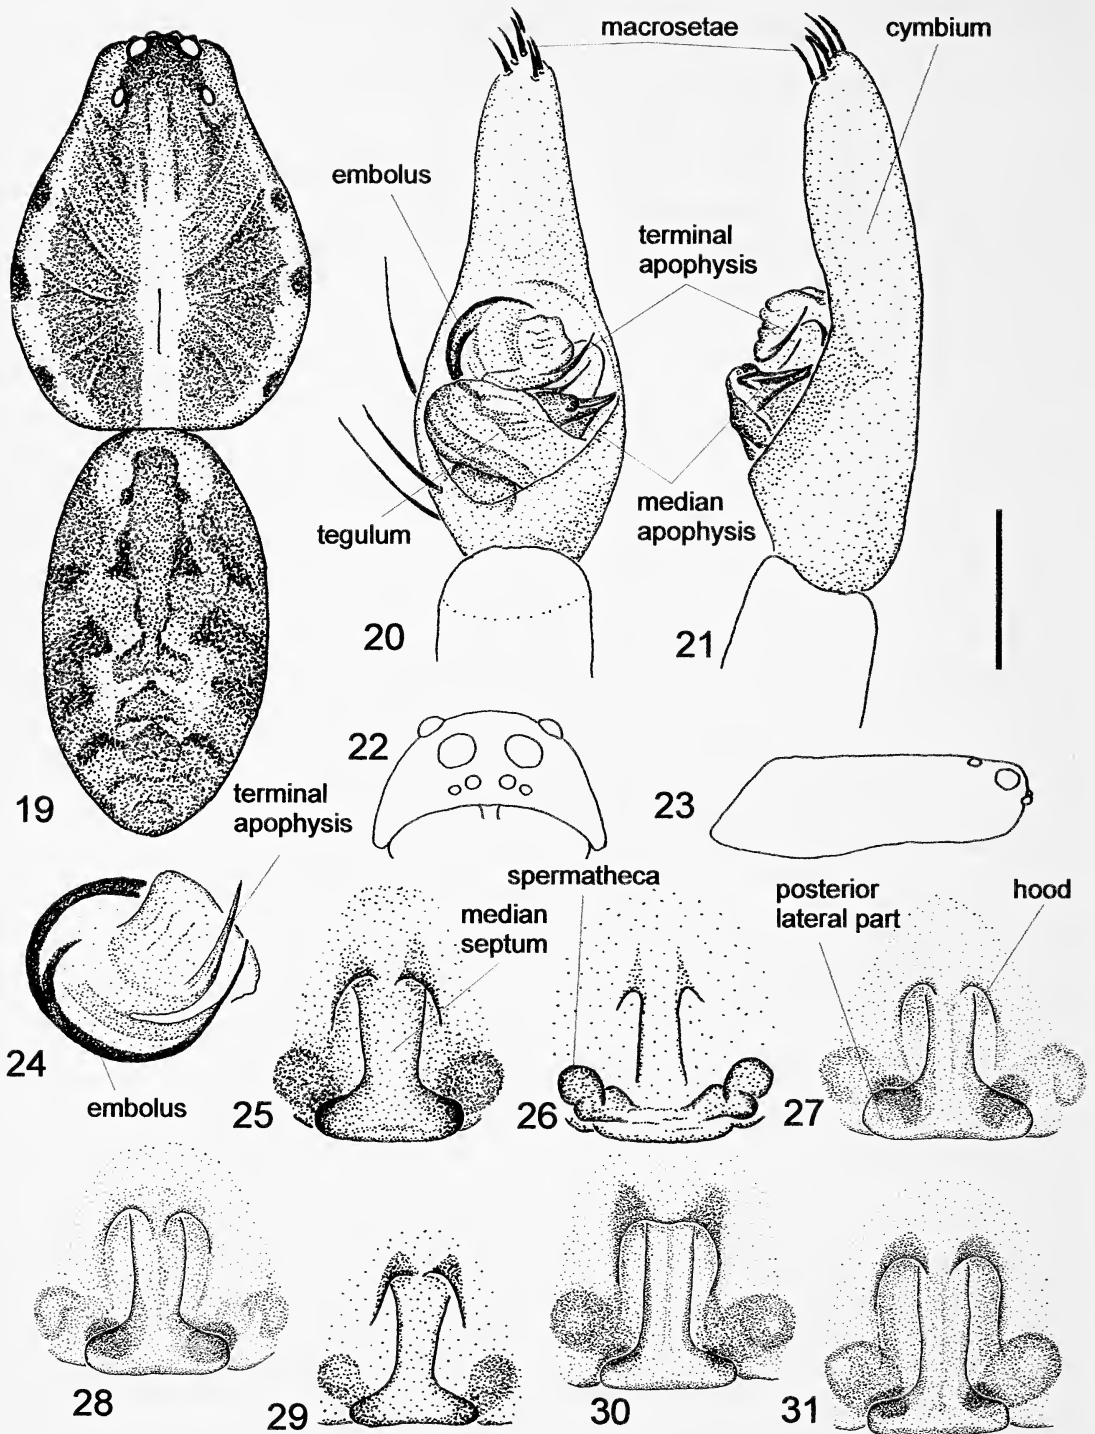 macrosetae
cymbium
embolus
terminal
apophysis
tegulum
median
apophysis
20
21
22
23
19
terminal
apophysis
spermatheca
median
septum
posterior
lateral part
hood
24
embolus
25
26
27
28
29
30
31